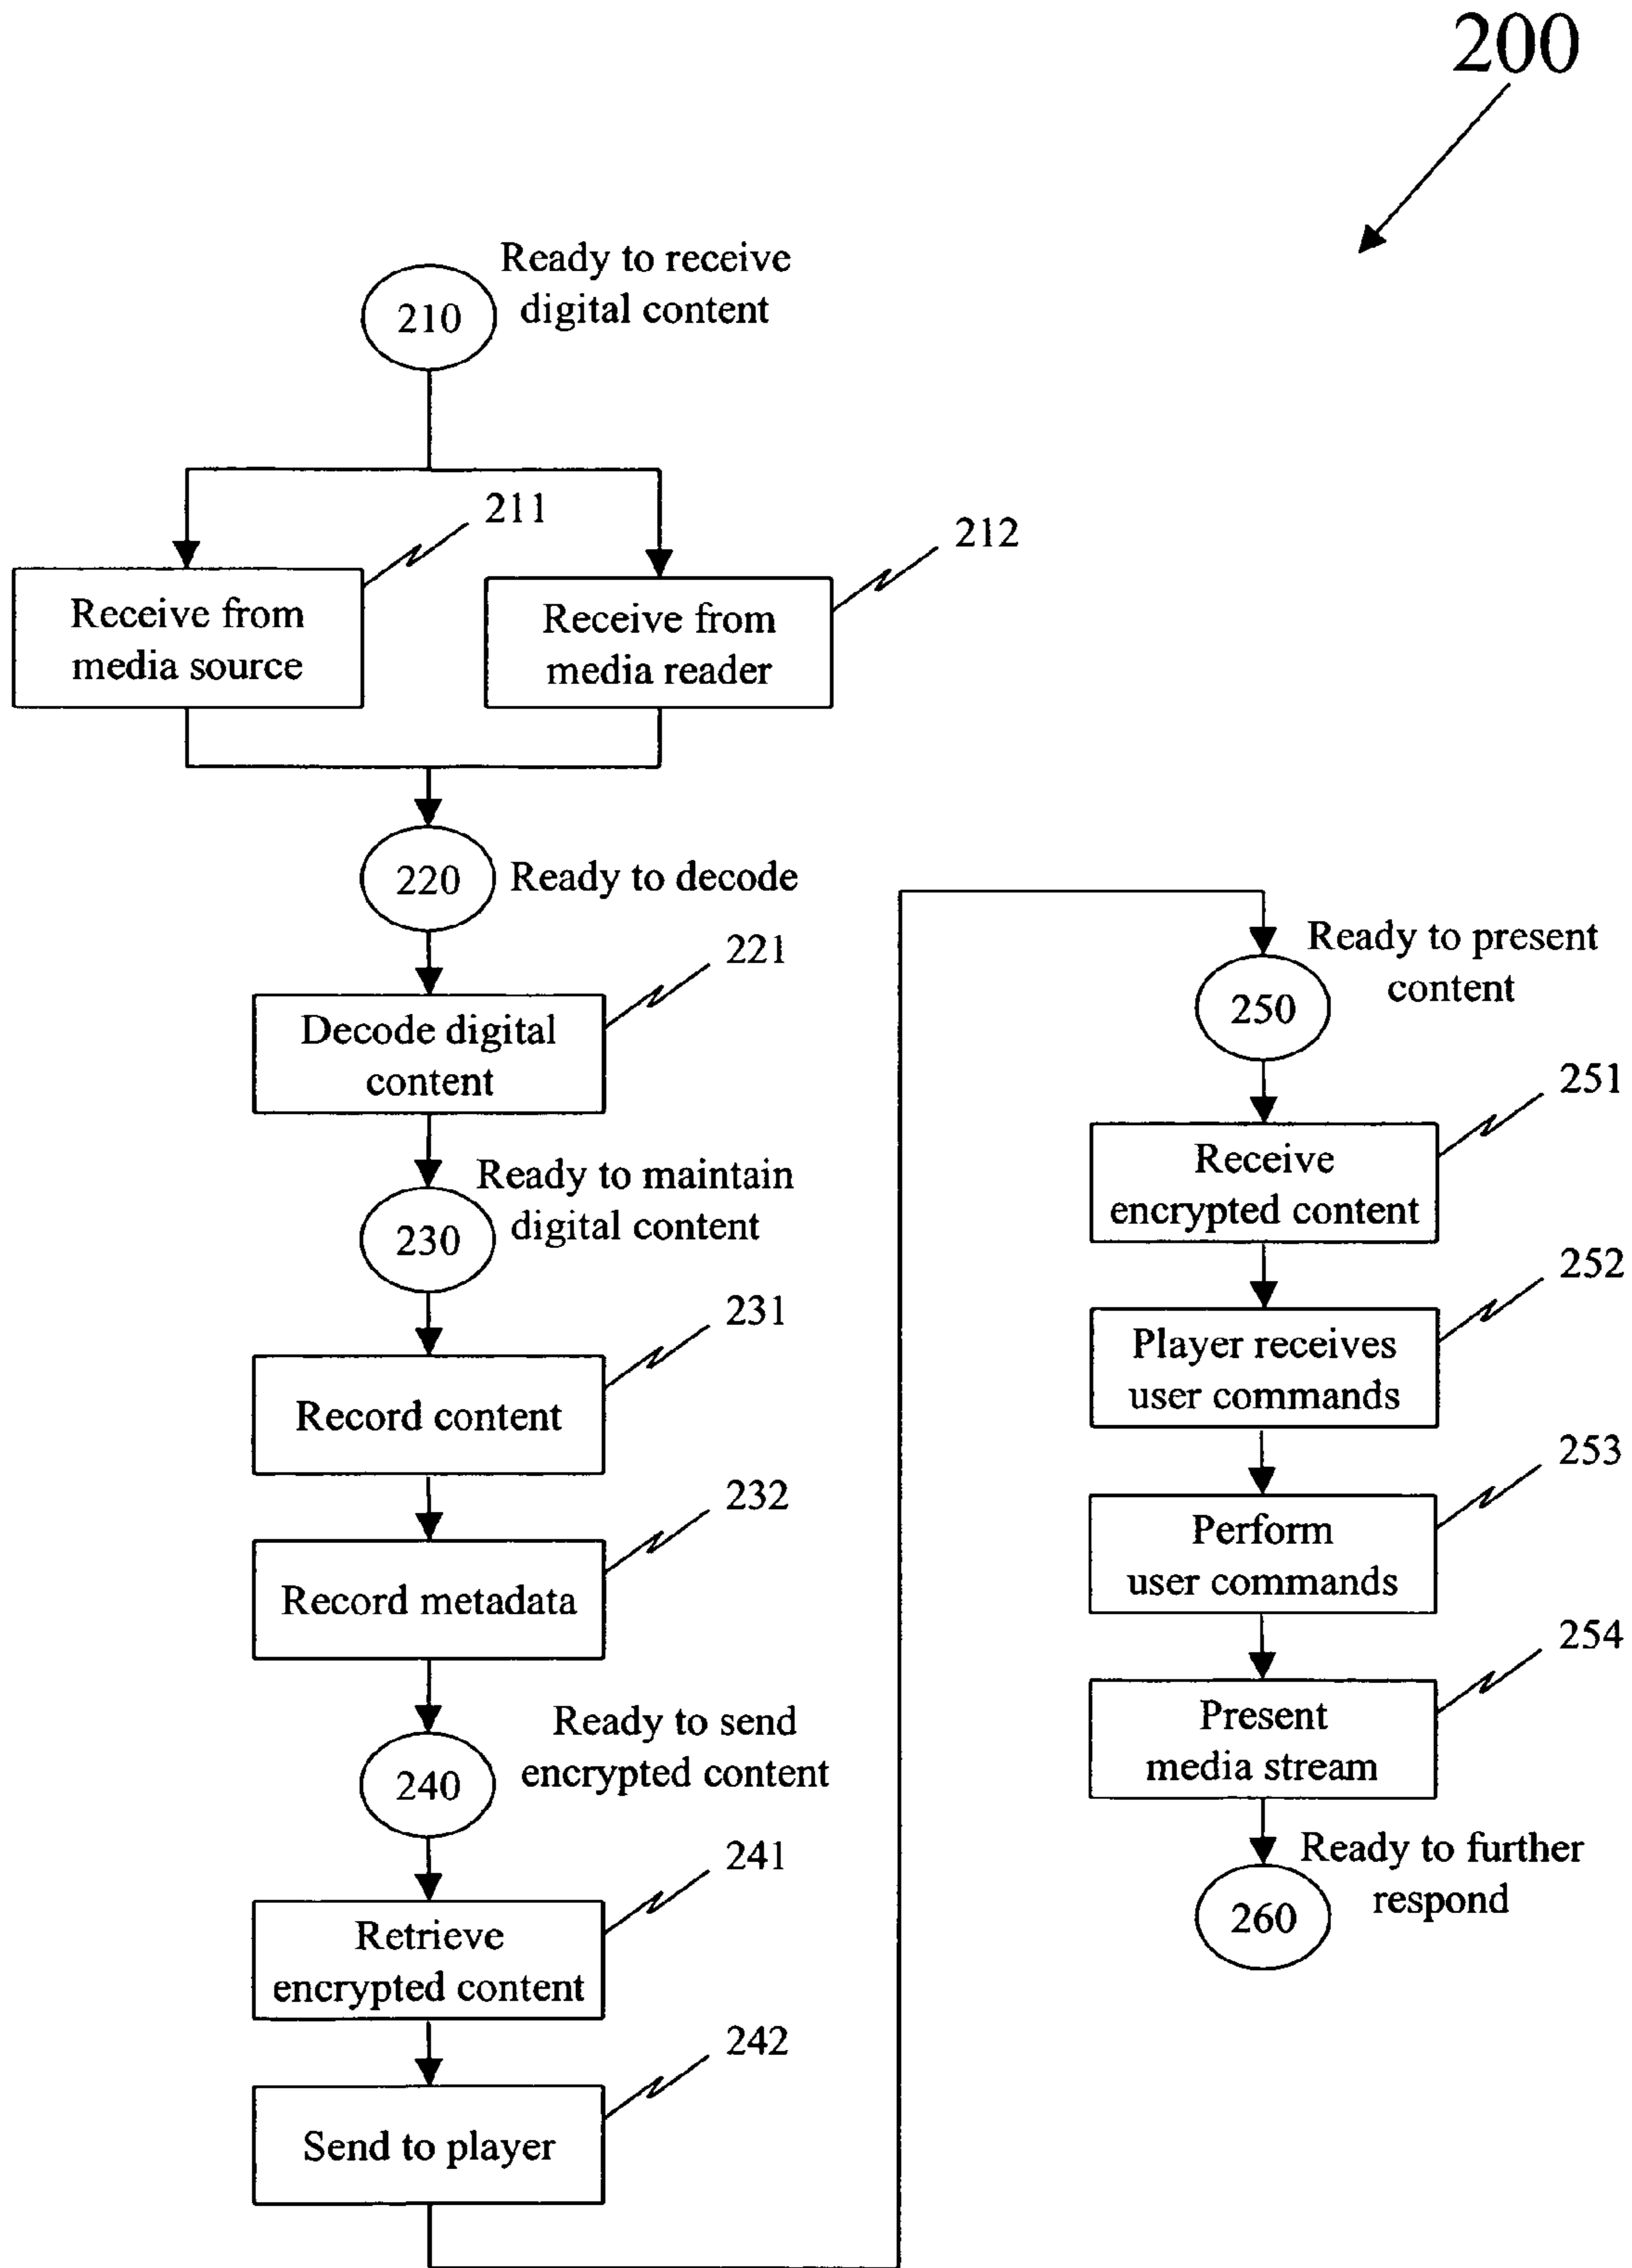 200
Ready to receive
digital content
210
211
212
Receive from
media source
Receive from
media reader
220
Ready to decode
221
Decode digital
content
Ready to maintain
digital content
230
231
Record content
232
Record metadata
Ready to send
encrypted content
240
241
Retrieve
encrypted content
242
Send to player
Ready to present
content
250
251
Receive
encrypted content
252
Player receives
user commands
253
Perform
user commands
254
Present
media stream
Ready to further
respond
260